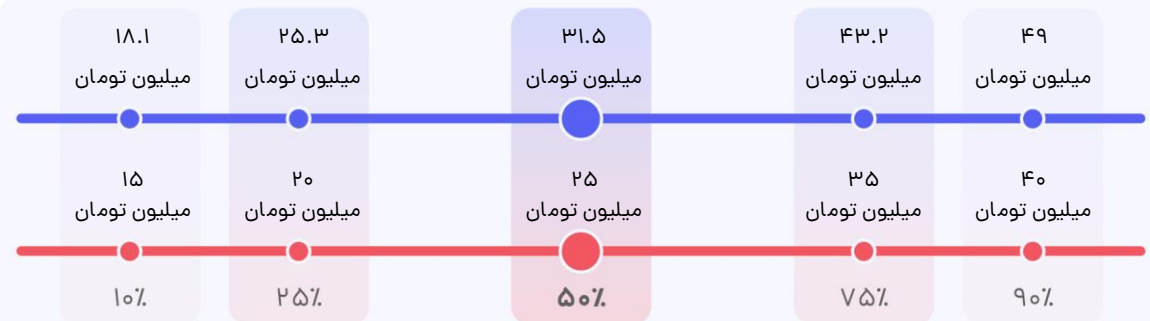 ۱۸.۱
میلیون تومان
۲۵.۳
میلیون تومان
۳۱.۵
میلیون تومان
۴۳.۲
میلیون تومان
۴۹
میلیون تومان
۱۵
میلیون تومان
۲۰
میلیون تومان
۲۵
میلیون تومان
۳۵
میلیون تومان
۴۰
میلیون تومان
۱۰٪
۲۵٪
۵۰٪
۷۵٪
۹۰٪